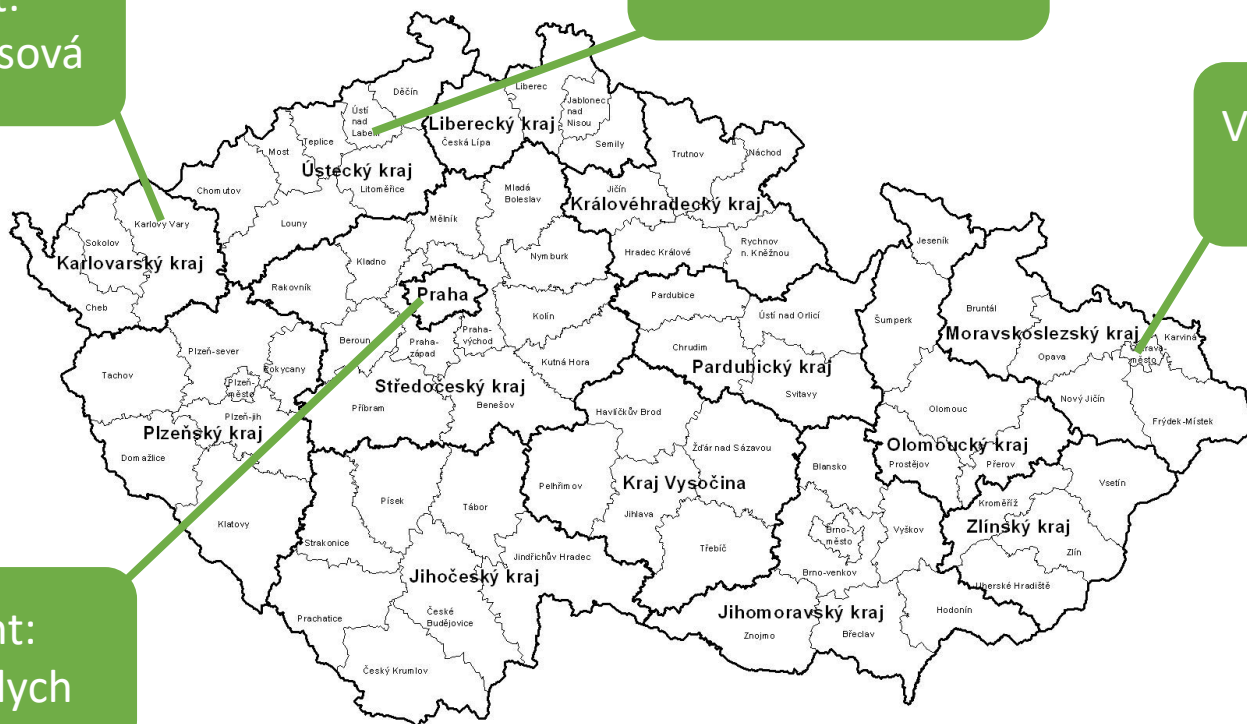 sová
V
Děčín
Liberec
Ústí
nad
Labem
Jablonec
nad
Nisou
Liberecký kraj
Teplice
Česká Lípa
Semily
Most
Trutnov
Náchod
Ústecký kraj
Chomutov
Litoměřice
Mladá
Boleslav
Jičín
Královéhradecký kraj
Karlovy Vary
Louny
Mělník
Sokolov
Karlovarský kraj
Kladno
Nymburk
Hradec Králové
Rychnov
n. Kněžnou
Jeseník
Rakovník
Praha
Cheb
Kolín
Pardubice
Ústí nad Orlicí
Šumperk
Bruntál
Moravskoslezský kraj
Karviná
Beroun
Praha-
západ
Praha-
východ
Chrudim
Plzeň-sever
Kutná Hora
Pardubický kraj
Opava
město
Tachov
Rokycany
Plzeň-
město
Středočeský kraj
Svitavy
Nový Jičín
Příbram
Benešov
Havlíčkův Brod
Olomouc
Frýdek-Místek
Plzeň-jih
Plzeňský kraj
Domažlice
Žďár nad Sázavou
Olomoucký kraj
Blansko
Prostějov
Přerov
Pelhřimov
Kraj Vysočina
Vsetín
Písek
Tábor
Kroměříž
Klatovy
Jihlava
Brno-
město
Vyškov
Zlínský kraj
Strakonice
Jindřichův Hradec
Třebíč
Zlín
Jihočeský kraj
Brno-venkov
Uherské Hradiště
Prachatice
České
Budějovice
Jihomoravský kraj
Hodonín
Znojmo
Břeclav
Český Krumlov
nt:
lych